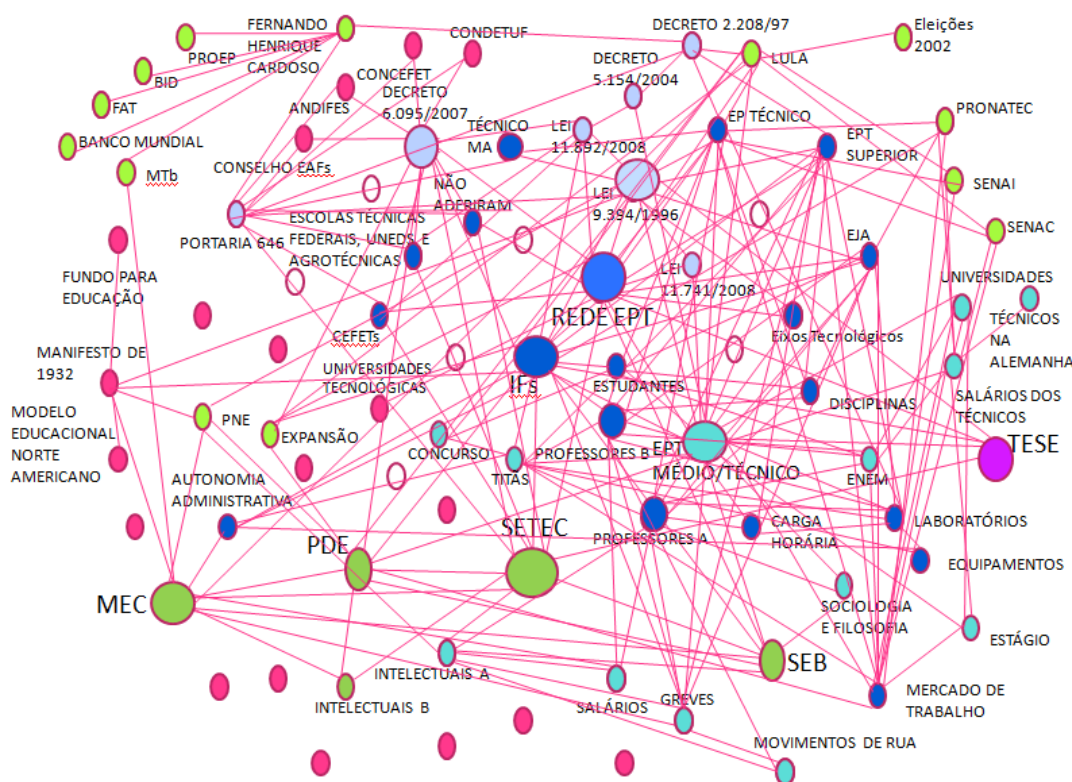 FERNANDO
HENRIQUE
CARDOSO
PROEP
BID
FAT
BANCO MUNDIAL
MTb
CONDETUF
CONCEFET
ANDIFES
CONSELHO EAFs
DECRETO
6.095/2007
DECRETO 2.208/97
DECRETO
5.154/2004
LULA
Eleições
2002
TÉCNICO
MA
LEI
11.892/2008
EP TÉCNICO
EPT
SUPERIOR
PRONATEC
SENAI
SENAC
NÃO
ADERIRAM
LEI
9.394/1996
PORTARIA 646
ESCOLAS TÉCNICAS
FEDERAIS, UNEDS E
AGROTÉCNICAS
EJA
UNIVERSIDADES
TÉCNICOS
NA
ALEMANHA
FUNDO PARA
EDUCAÇÃO
LEI
11.741/2008
REDE EPT
Eixos Tecnológicos
CEFETs
MANIFESTO DE
1932
UNIVERSIDADES
TECNOLÓGICAS
IFs
ESTUDANTES
DISCIPLINAS
SALÁRIOS DOS
TÉCNICOS
MODELO
EDUCACIONAL
NORTE
AMERICANO
PNE
EXPANSÃO
CONCURSO
TITÃS
PROFESSORES B
EPT
MÉDIO/TÉCNICO
ENEM
TESE
AUTONOMIA
ADMINISTRATIVA
PDE
SETEC
PROFESSORES A
CARGA
HORÁRIA
LABORATÓRIOS
EQUIPAMENTOS
MEC
SOCIOLOGIA
E FILOSOFIA
ESTÁGIO
SEB
INTELECTUAIS A
INTELECTUAIS B
SALÁRIOS
GREVES
MERCADO DE
TRABALHO
MOVIMENTOS DE RUA